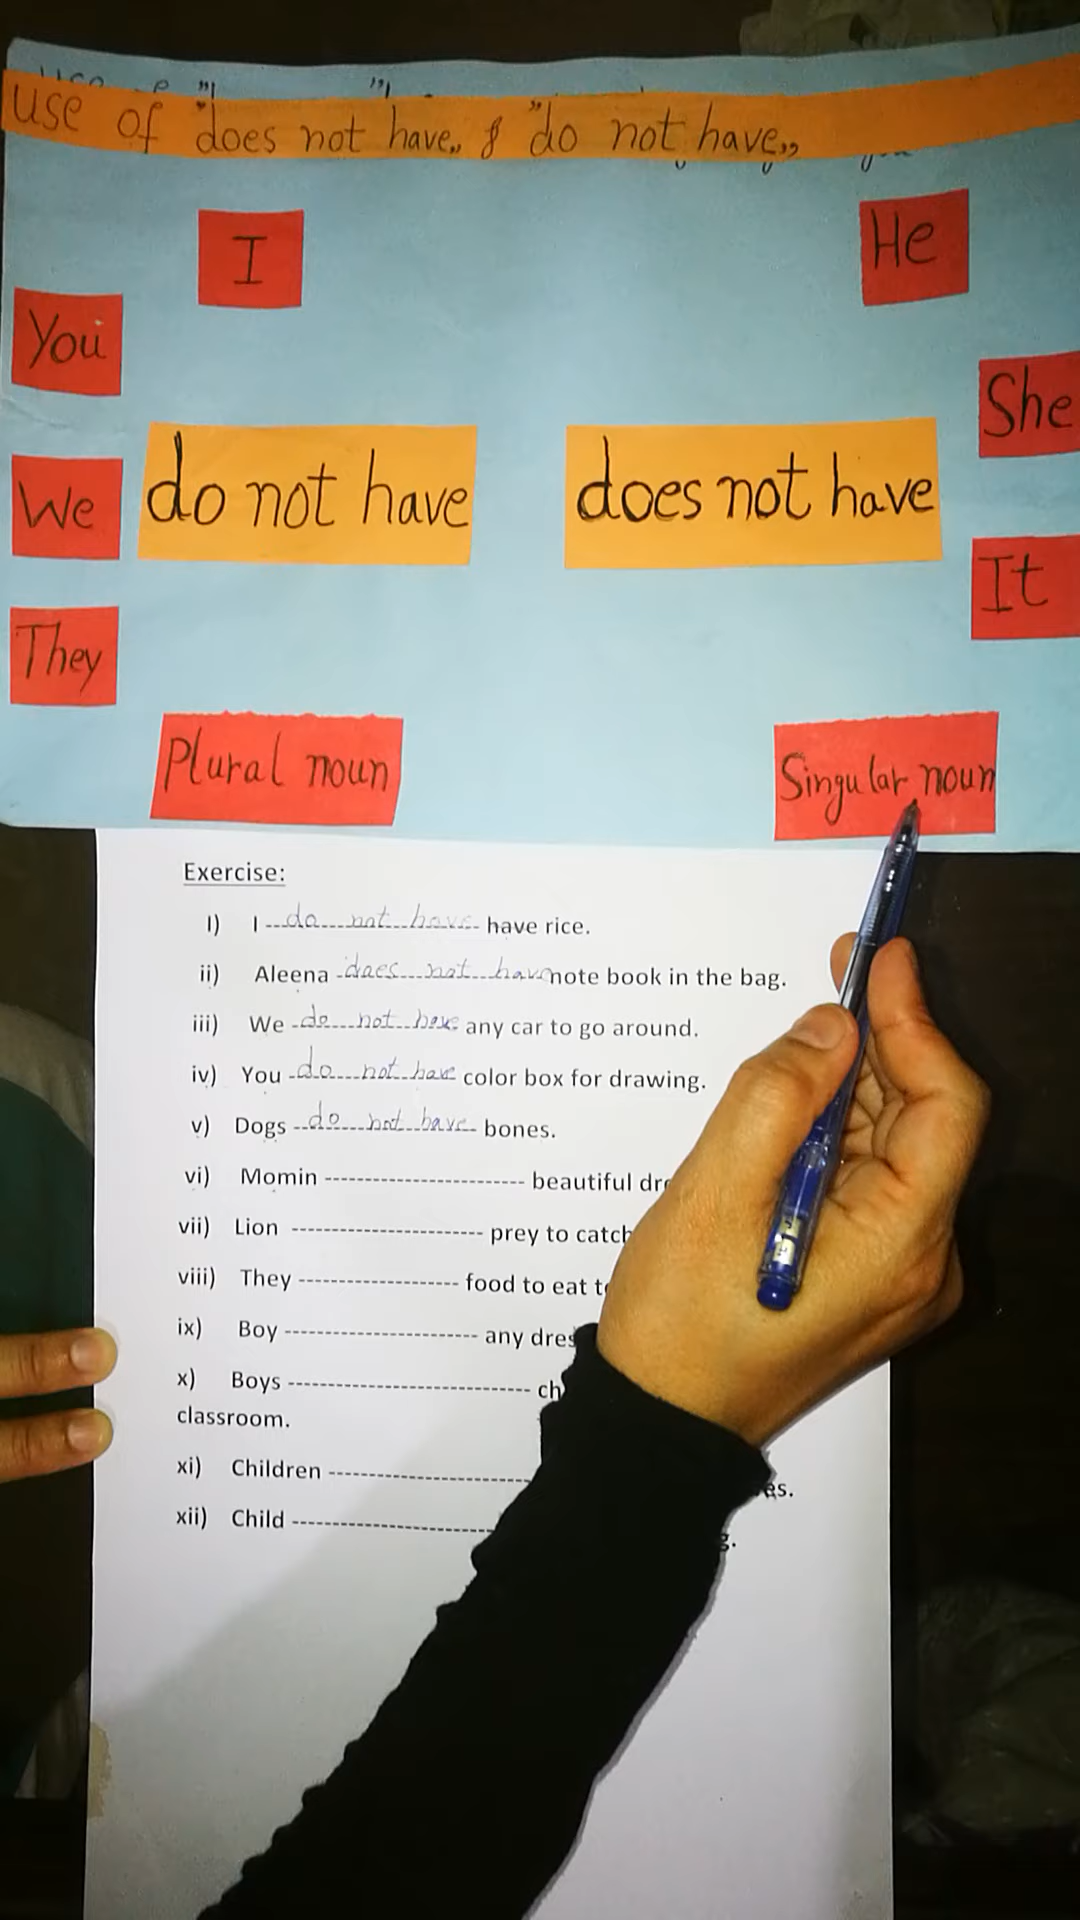 use of "does not have„ & "do not have„
I
He
You
She
We
do not have
does not have
It
They
Plural noun
Singular noun
Exercise:
I) I do not have have rice.
ii) Aleena does not have note book in the bag.
iii) We do not have any car to go around.
iv) You do not have color box for drawing.
v) Dogs do not have bones.
vi) Momin ------------------------- beautiful
vii) Lion ------------------------ prey to catch
viii) They -------------------- food to eat
ix) Boy ------------------------ any
x) Boys -------------------------------
classroom.
xi) Children -------------------------
xii) Child -------------------------